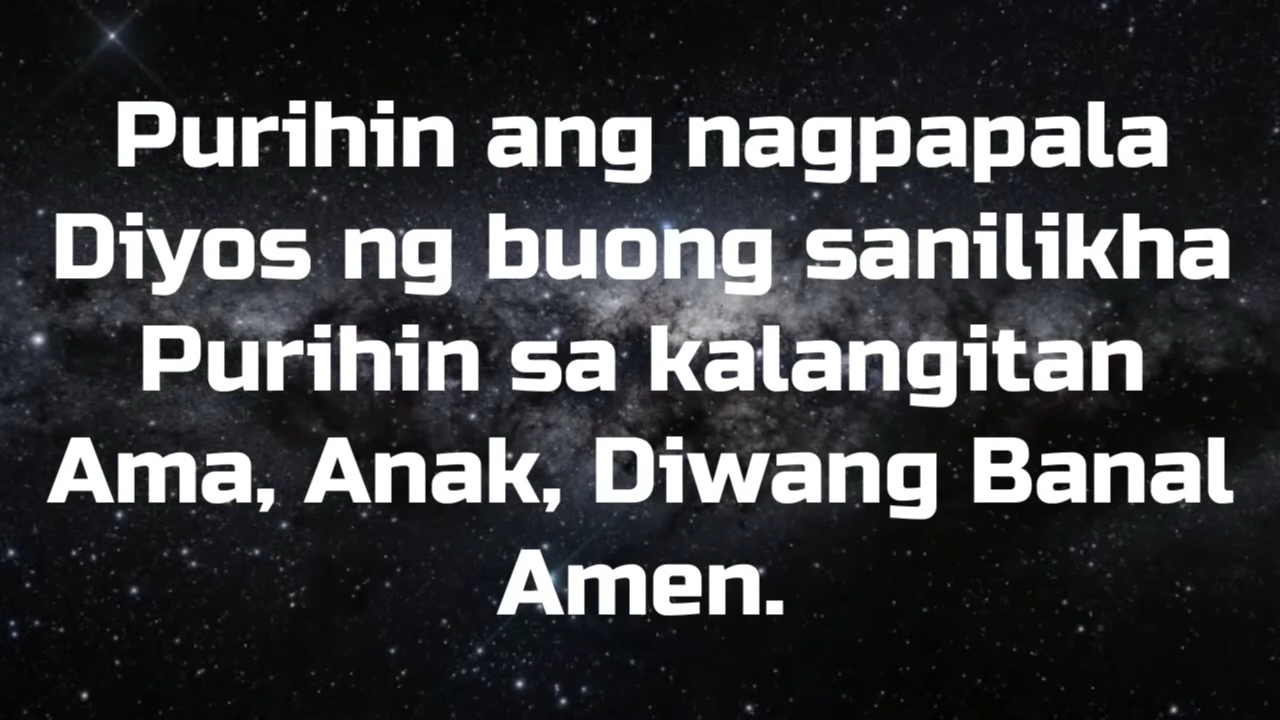 Purihin ang nagpapala
Diyos ng buong sanilikha
Purihin sa kalangitan
Ama, Anak, Diwang Banal
Amen.